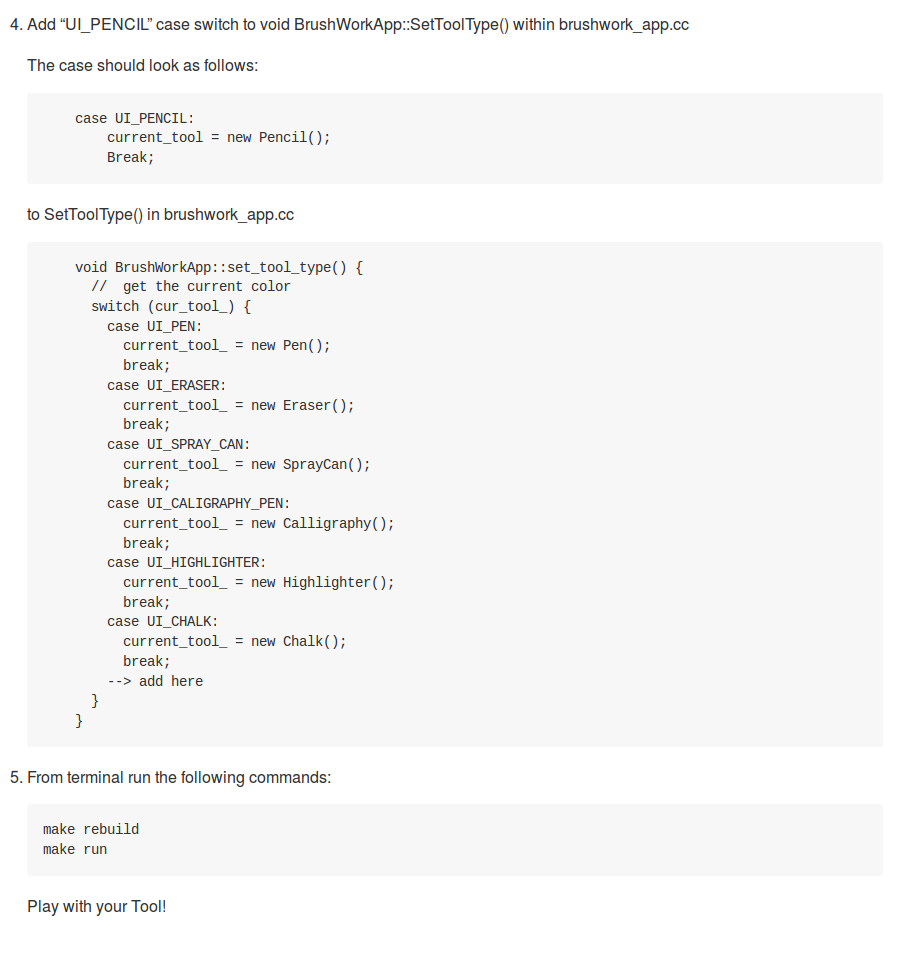 4. Add “UI_PENCIL” case switch to void BrushWorkApp::SetToolType() within brushwork_app.cc
The case should look as follows:
case UI_PENCIL:
current_tool = new Pencil();
Break;
to SetToolType() in brushwork_app.cc
void BrushWorkApp::set_tool_type() {
//  get the current color
switch (cur_tool_) {
case UI_PEN:
current_tool_ = new Pen();
break;
case UI_ERASER:
current_tool_ = new Eraser();
break;
case UI_SPRAY_CAN:
current_tool_ = new SprayCan();
break;
case UI_CALIGRAPHY_PEN:
current_tool_ = new Calligraphy();
break;
case UI_HIGHLIGHTER:
current_tool_ = new Highlighter();
break;
case UI_CHALK:
current_tool_ = new Chalk();
break;
--> add here
}
}
5. From terminal run the following commands:
make rebuild
make run
Play with your Tool!